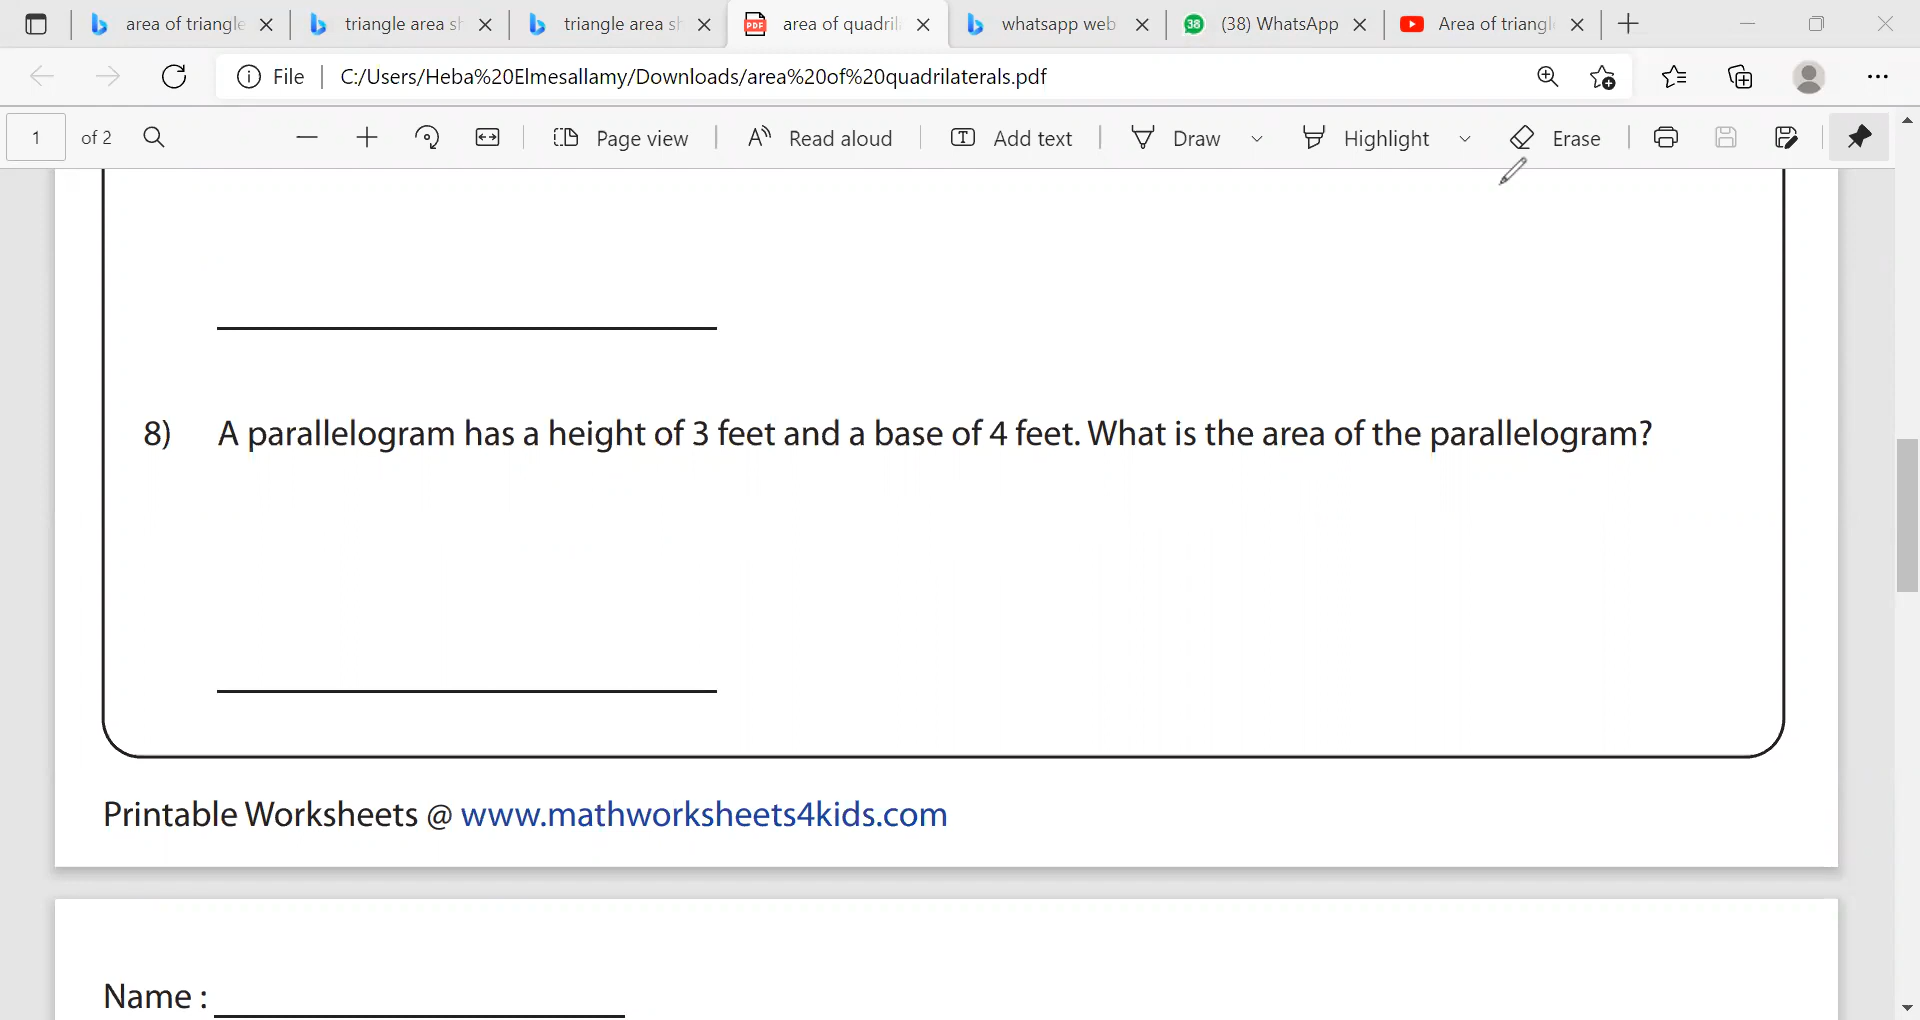 area of triangle
triangle area sh
triangle area sh
area of quadril
whatsapp web
38
(38) WhatsApp
Area of triangl
File
C:/Users/Heba%20Elmesallamy/Downloads/area%20of%20quadrilaterals.pdf
1 of 2
Page view
Read aloud
Add text
Draw
Highlight
Erase
8) A parallelogram has a height of 3 feet and a base of 4 feet. What is the area of the parallelogram?
Printable Worksheets @ www.mathworksheets4kids.com
Name :